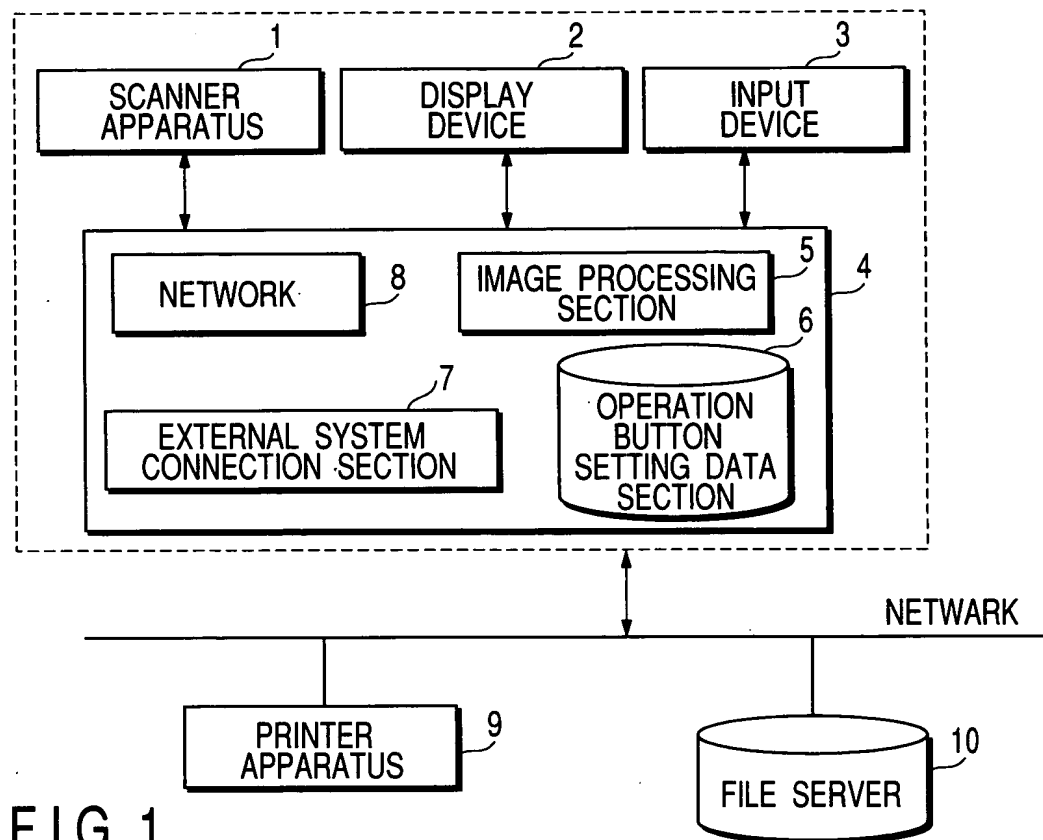 1
2
3
SCANNER
APPARATUS
DISPLAY
DEVICE
INPUT
DEVICE
NETWORK
8
IMAGE PROCESSING
SECTION
5
4
6
7
EXTERNAL SYSTEM
CONNECTION SECTION
OPERATION
BUTTON
SETTING DATA
SECTION
NETWARK
PRINTER
APPARATUS
9
FILE SERVER
10
FIG. 1